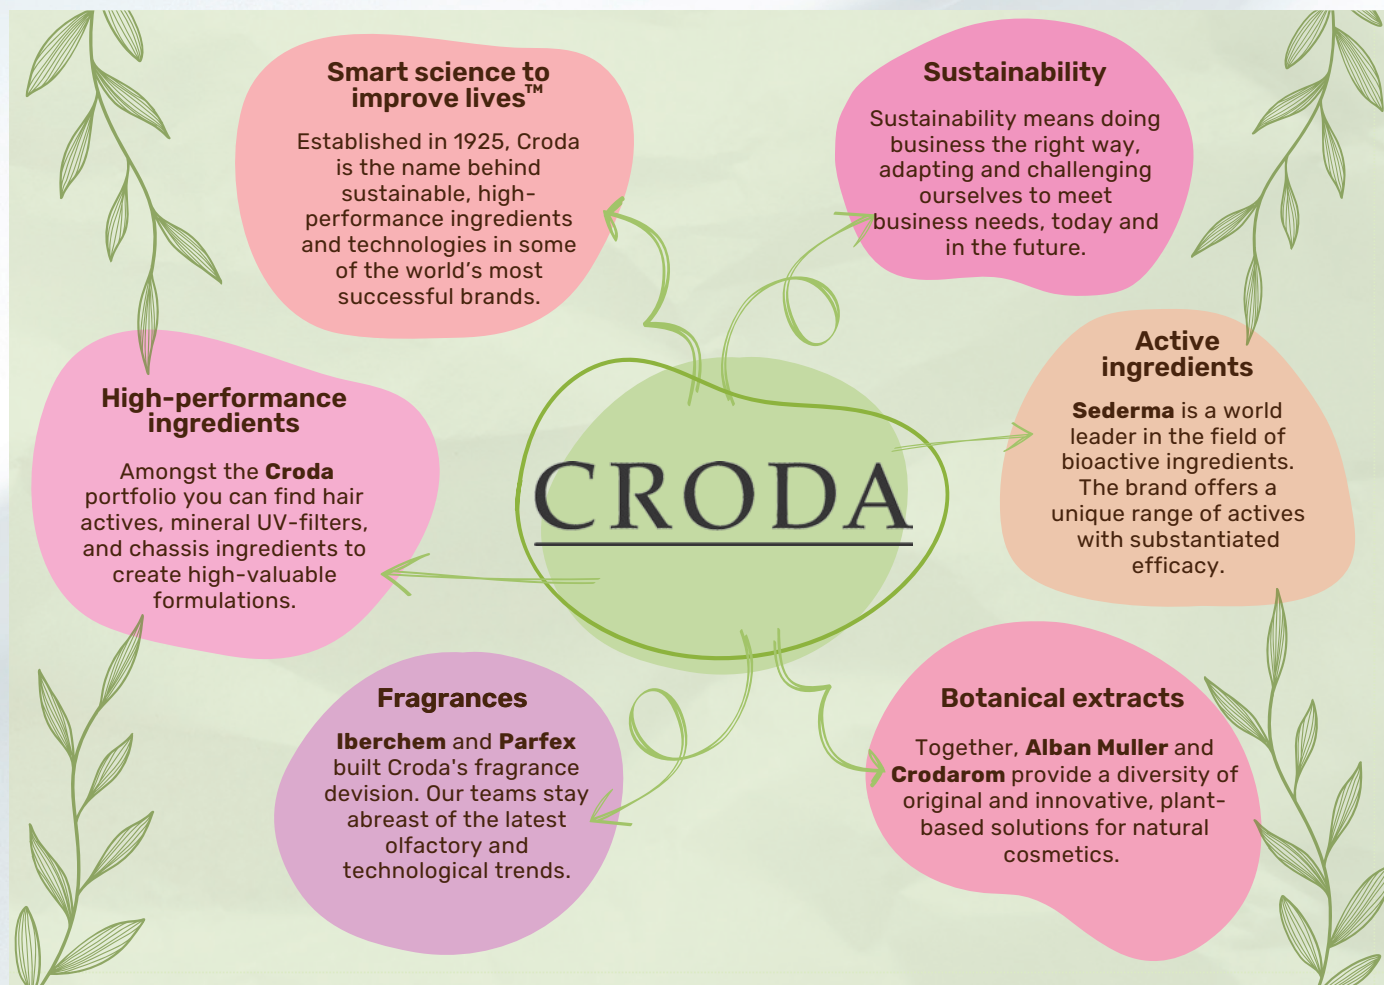 Smart science to
improve lives™
Established in 1925, Croda
is the name behind
sustainable, high-
performance ingredients
and technologies in some
of the world's most
successful brands.
Sustainability
Sustainability means doing
business the right way,
adapting and challenging
ourselves to meet
business needs, today and
in the future.
High-performance
ingredients
Amongst the Croda
portfolio you can find hair
actives, mineral UV-filters,
and chassis ingredients to
create high-valuable
formulations.
CRODA
Active
ingredients
Sederma is a world
leader in the field of
bioactive ingredients.
The brand offers a
unique range of actives
with substantiated
efficacy.
Fragrances
Iberchem and Parfex
built Croda's fragrance
devision. Our teams stay
abreast of the latest
olfactory and
technological trends.
Botanical extracts
Together, Alban Muller and
Crodarom provide a diversity of
original and innovative, plant-
based solutions for natural
cosmetics.